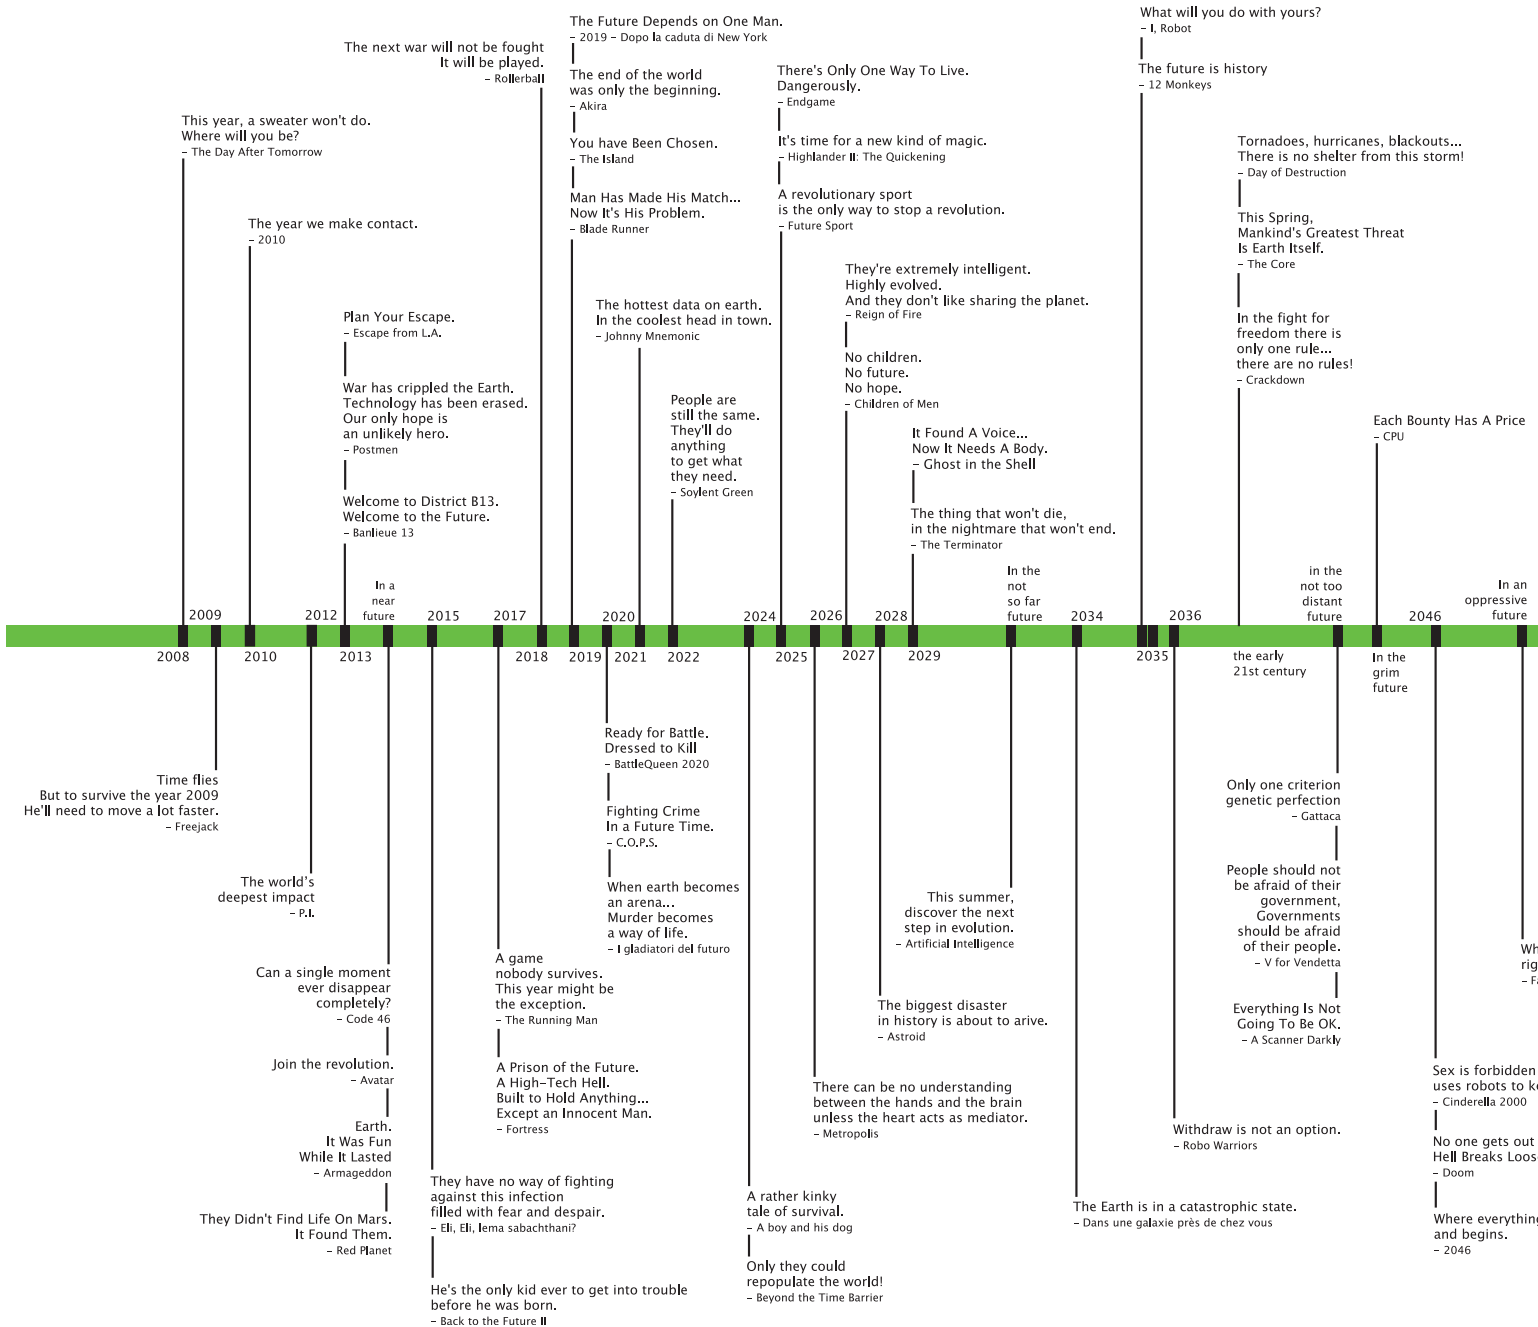 The next war will not be fought
It will be played.
– Rollerball
The Future Depends on One Man.
– 2019 – Dopo la caduta di New York
The end of the world
was only the beginning.
– Akira
You have Been Chosen.
– The Island
Man Has Made His Match...
Now It's His Problem.
– Blade Runner
There's Only One Way To Live.
Dangerously.
– Endgame
It's time for a new kind of magic.
– Highlander II: The Quickening
A revolutionary sport
is the only way to stop a revolution.
– Future Sport
What will you do with yours?
– I, Robot
The future is history
– 12 Monkeys
This year, a sweater won't do.
Where will you be?
– The Day After Tomorrow
The year we make contact.
– 2010
Plan Your Escape.
– Escape from L.A.
War has crippled the Earth.
Technology has been erased.
Our only hope is
an unlikely hero.
– Postmen
Welcome to District B13.
Welcome to the Future.
– Banlieue 13
The hottest data on earth.
In the coolest head in town.
– Johnny Mnemonic
People are
still the same.
They'll do
anything
to get what
they need.
– Soylent Green
They're extremely intelligent.
Highly evolved.
And they don't like sharing the planet.
– Reign of Fire
No children.
No future.
No hope.
– Children of Men
It Found A Voice...
Now It Needs A Body.
– Ghost in the Shell
The thing that won't die,
in the nightmare that won't end.
– The Terminator
Tornadoes, hurricanes, blackouts...
There is no shelter from this storm!
– Day of Destruction
This Spring,
Mankind's Greatest Threat
Is Earth Itself.
– The Core
In the fight for
freedom there is
only one rule...
there are no rules!
– Crackdown
Each Bounty Has A Price
– CPU
2009
2012
In a
near
future
2015
2017
2020
2024
2026
2028
In the
not
so far
future
2034
2036
in the
not too
distant
future
2046
In an
oppressive
future
2008
2010
2013
2018
2019
2021
2022
2025
2027
2029
2035
the early
21st century
In the
grim
future
Time flies
But to survive the year 2009
He'll need to move a lot faster.
– Freejack
The world's
deepest impact
– P.I.
Can a single moment
ever disappear
completely?
– Code 46
Join the revolution.
– Avatar
Earth.
It Was Fun
While It Lasted
– Armageddon
They Didn't Find Life On Mars.
It Found Them.
– Red Planet
They have no way of fighting
against this infection
filled with fear and despair.
– Eli, Eli, lema sabachthani?
He's the only kid ever to get into trouble
before he was born.
– Back to the Future II
A game
nobody survives.
This year might be
the exception.
– The Running Man
A Prison of the Future.
A High-Tech Hell.
Built to Hold Anything...
Except an Innocent Man.
– Fortress
Ready for Battle.
Dressed to Kill
– BattleQueen 2020
Fighting Crime
In a Future Time.
– C.O.P.S.
When earth becomes
an arena...
Murder becomes
a way of life.
– I gladiatori del futuro
A rather kinky
tale of survival.
– A boy and his dog
Only they could
repopulate the world!
– Beyond the Time Barrier
There can be no understanding
between the hands and the brain
unless the heart acts as mediator.
– Metropolis
The biggest disaster
in history is about to arive.
– Astroid
This summer,
discover the next
step in evolution.
– Artificial Intelligence
The Earth is in a catastrophic state.
– Dans une galaxie près de chez vous
Withdraw is not an option.
– Robo Warriors
Only one criterion
genetic perfection
– Gattaca
People should not
be afraid of their
government,
Governments
should be afraid
of their people.
– V for Vendetta
Everything Is Not
Going To Be OK.
– A Scanner Darkly
Sex is forbidden
uses robots to
– Cinderella 2000
No one gets out
Hell Breaks
– Doom
Where everything
and begins.
– 2046